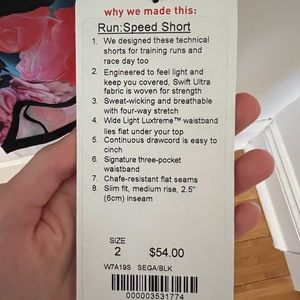 why we made this:
Run:Speed Short
1. We designed these technical
shorts for training runs and
race day too
2. Engineered to feel light and
keep you covered, Swift Ultra
fabric is woven for strength
3. Sweat-wicking and breathable
with four-way stretch
4. Wide Light Luxtreme™ waistband
lies flat under your top
5. Continuous drawcord is easy to
cinch
6. Signature three-pocket
waistband
7. Chafe-resistant flat seams
8. Slim fit, medium rise, 2.5"
(6cm) inseam
SIZE
2 $54.00
W7A19S SEGA/BLK
000003531774